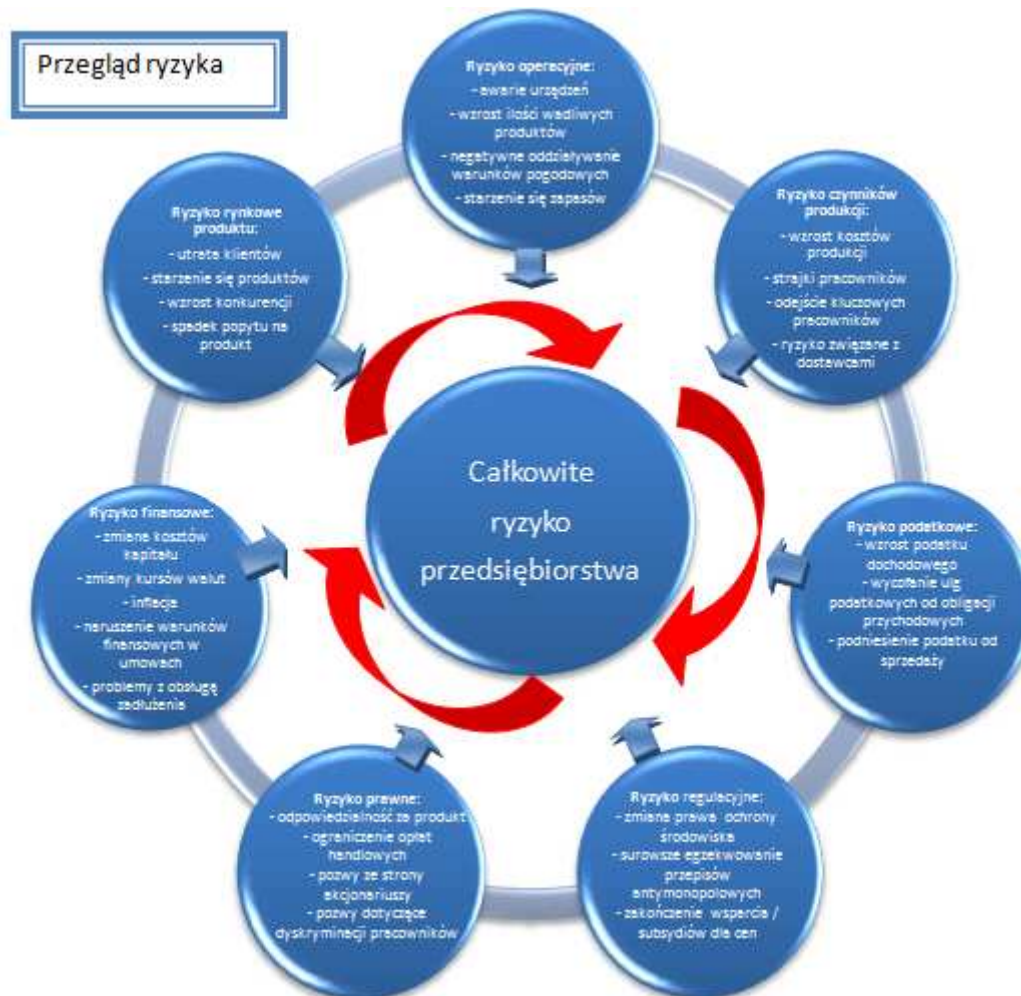 Przegląd ryzyka
Ryzyko operacyjne:
- awarie urządzeń
- wzrost ilości wadliwych
produktów
- negatywne oddziaływanie
warunków pogodowych
- starzenie się zapasów
Ryzyko czynników
produkcji:
- wzrost kosztów
produkcji
- strajki pracowników
- odejście kluczowych
pracowników
- ryzyko związane z
dostawcami
Ryzyko podatkowe:
- wzrost podatku
dochodowego
- wycofanie ulg
podatkowych od obligacji
przychodowych
- podniesienie podatku od
sprzedaży
Ryzyko regulacyjne:
- zmiana prawa ochrony
środowiska
- surowsze egzekwowanie
przepisów
antymonopolowych
- zakończenie wsparcia /
subsydiów dla cen
Ryzyko prawne:
- odpowiedzialność za produkt
- ograniczenie opłat
handlowych
- pozwy ze strony
akcjonariuszy
- pozwy dotyczące
dyskryminacji pracowników
Ryzyko finansowe:
- zmiana kosztów
kapitału
- zmiany kursów walut
- inflacja
- naruszenie warunków
finansowych w
umowach
- problemy z obsługą
zadłużenia
Ryzyko rynkowe
produktu:
- utrata klientów
- starzenie się produktów
- wzrost konkurencji
- spadek popytu na
produkt
Całkowite
ryzyko
przedsiębiorstwa